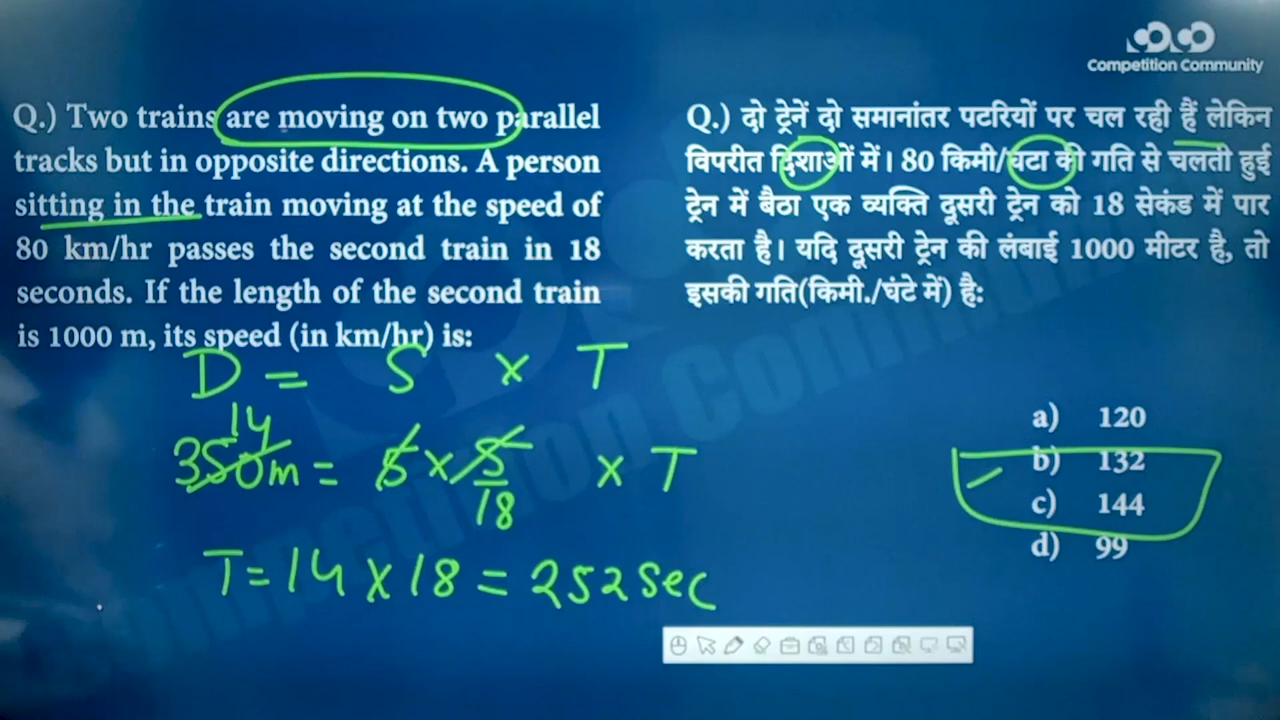 Competition Community
Q.) Two trains are moving on two parallel
tracks but in opposite directions. A person
sitting in the train moving at the speed of
80 km/hr passes the second train in 18
seconds. If the length of the second train
is 1000 m, its speed (in km/hr) is:
Q.) दो ट्रेनें दो समानांतर पटरियों पर चल रही हैं लेकिन
विपरीत दिशाओं में। 80 किमी/घंटा की गति से चलती हुई
ट्रेन में बैठा एक व्यक्ति दूसरी ट्रेन को 18 सेकंड में पार
करता है। यदि दूसरी ट्रेन की लंबाई 1000 मीटर है, तो
इसकी गति(किमी./घंटे में) है:
D = S × T
14
350m = 5 × 5/18 × T
T = 14 × 18 = 252 sec
a) 120
b) 132
c) 144
d) 99
Competition Community